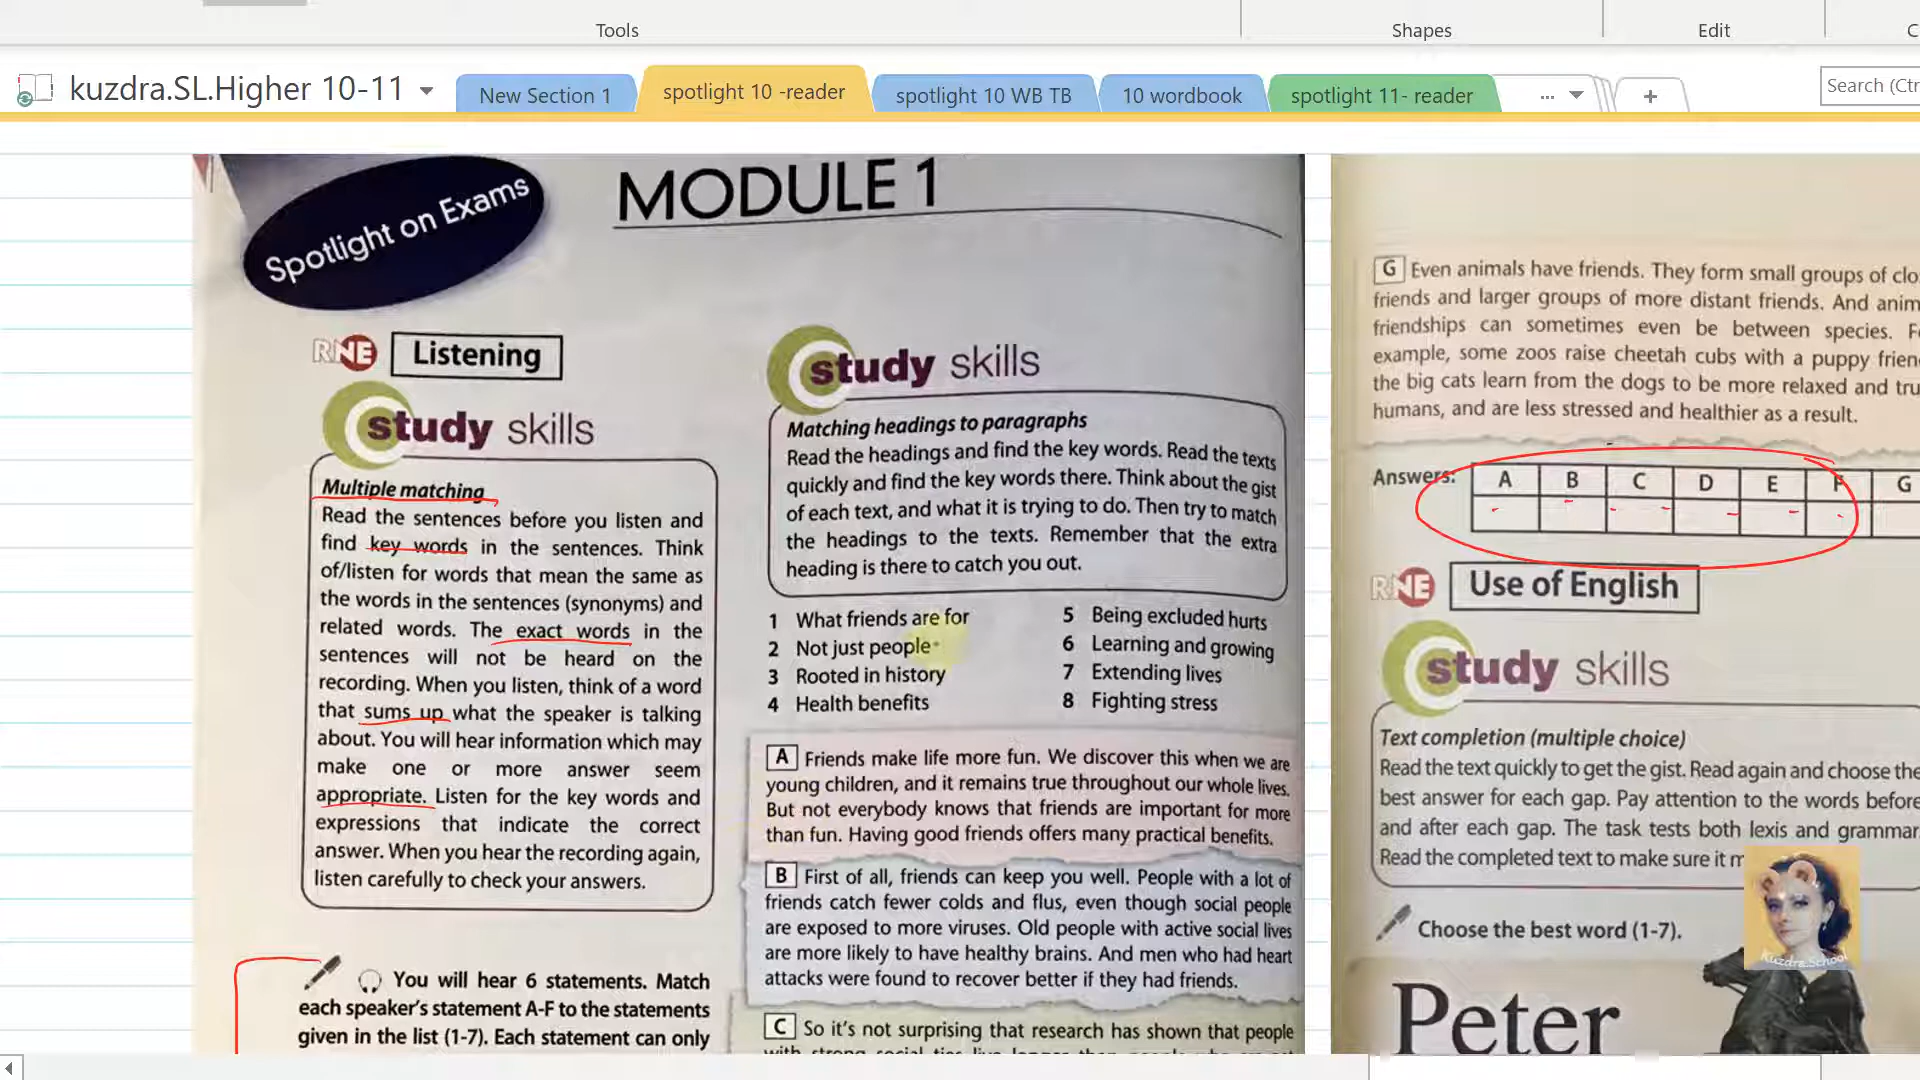 Tools
Shapes
Edit
kuzdra.SL.Higher 10-11
New Section 1
spotlight 10 -reader
spotlight 10 WB TB
10 wordbook
spotlight 11- reader
...
+
Search (Ctr
Spotlight on Exams
MODULE 1
RNE Listening
study skills
Multiple matching
Read the sentences before you listen and
find key words in the sentences. Think
of/listen for words that mean the same as
the words in the sentences (synonyms) and
related words. The exact words in the
sentences will not be heard on the
recording. When you listen, think of a word
that sums up what the speaker is talking
about. You will hear information which may
make one or more answer seem
appropriate. Listen for the key words and
expressions that indicate the correct
answer. When you hear the recording again,
listen carefully to check your answers.
You will hear 6 statements. Match
each speaker's statement A-F to the statements
given in the list (1-7). Each statement can only
study skills
Matching headings to paragraphs
Read the headings and find the key words. Read the texts
quickly and find the key words there. Think about the gist
of each text, and what it is trying to do. Then try to match
the headings to the texts. Remember that the extra
heading is there to catch you out.
1 What friends are for
2 Not just people
3 Rooted in history
4 Health benefits
5 Being excluded hurts
6 Learning and growing
7 Extending lives
8 Fighting stress
A Friends make life more fun. We discover this when we are
young children, and it remains true throughout our whole lives.
But not everybody knows that friends are important for more
than fun. Having good friends offers many practical benefits.
B First of all, friends can keep you well. People with a lot of
friends catch fewer colds and flus, even though social people
are exposed to more viruses. Old people with active social lives
are more likely to have healthy brains. And men who had heart
attacks were found to recover better if they had friends.
C So it's not surprising that research has shown that people
G Even animals have friends. They form small groups of clo
friends and larger groups of more distant friends. And anim
friendships can sometimes even be between species. F
example, some zoos raise cheetah cubs with a puppy frien
the big cats learn from the dogs to be more relaxed and tru
humans, and are less stressed and healthier as a result.
Answers: A B C D E F G
RNE Use of English
study skills
Text completion (multiple choice)
Read the text quickly to get the gist. Read again and choose the
best answer for each gap. Pay attention to the words before
and after each gap. The task tests both lexis and grammar.
Read the completed text to make sure it m
Choose the best word (1-7).
Kuzdra.School
Peter